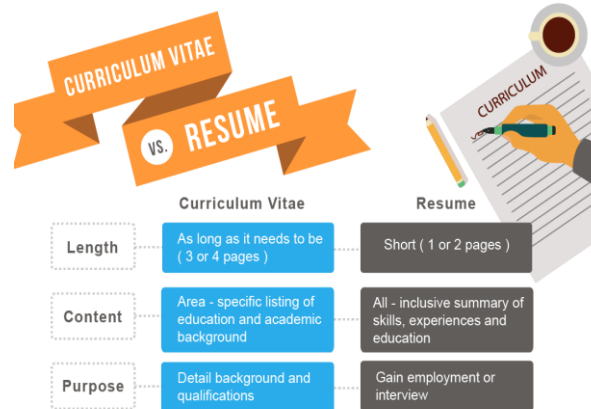 CURRICULUM VITAE
VS. RESUME
CURRICULUM
Curriculum Vitae Resume
Length
As long as it needs to be
( 3 or 4 pages )
Short ( 1 or 2 pages )
Content
Area - specific listing of
education and academic
background
All - inclusive summary of
skills, experiences and
education
Purpose
Detail background and
qualifications
Gain employment or
interview